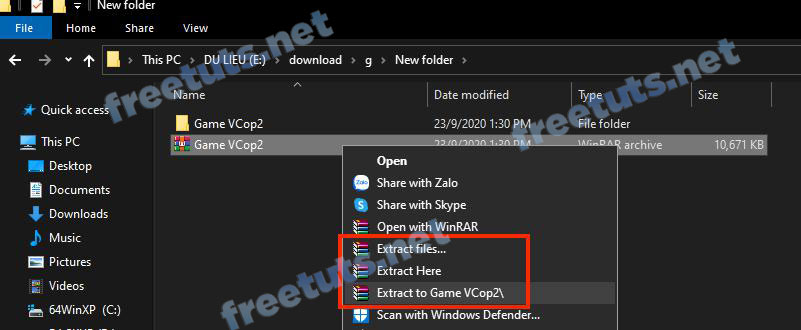 New folder
File Home Share View
This PC DU LIEU (E:) download g New folder
Name Date modified Type Size
Quick access
Game VCop2 23/9/2020 1:30 PM File folder
This PC
Game VCop2 23/9/2020 1:30 PM WinRAR archive 10,671 KB
Desktop
Open
Documents
Share with Zalo
Downloads
Share with Skype
Music
Open with WinRAR
Pictures
Extract files...
Videos
Extract Here
64WinXP (C:)
Extract to Game VCop2\
Scan with Windows Defender...
freetuts.net
freetuts.net
freetuts.net
freetuts.net